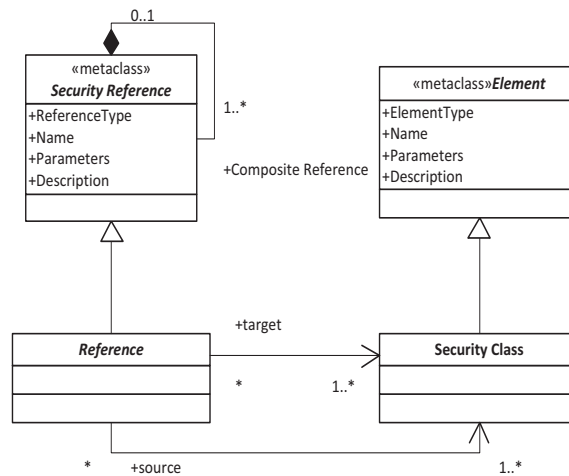 0..1
«metaclass»
Security Reference
+ReferenceType
+Name
+Parameters
+Description
1..*
+Composite Reference
«metaclass»Element
+ElementType
+Name
+Parameters
+Description
Reference
+target
*
1..*
Security Class
*
+source
1..*